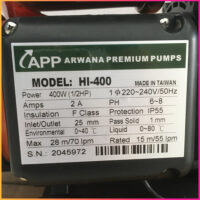 APP ARWANA PREMIUM PUMPS
MODEL: HI-400 MADE IN TAIWAN
Power 400W (1/2HP) 1Φ220~240V/50Hz
Amps 2 A PH 6~8
Insulation F Class Protection IP55
Inlet/Outlet 25 mm Pass Solid 1 mm
Environmental 0~40 ℃ Liquid 0~80 ℃
Max 28 m/70 lpm Rated 15 m/55 lpm
S.N. 2045972